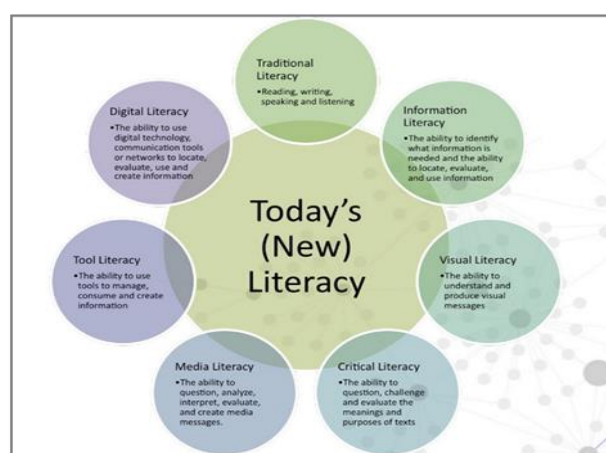 Traditional
Literacy
•Reading, writing,
speaking and listening
Information
Literacy
•The ability to identify
what information is
needed and the ability
to locate, evaluate,
and use information
Visual Literacy
•The ability to
understand and
produce visual
messages
Critical Literacy
•The ability to
question, challenge
and evaluate the
meanings and
purposes of texts
Media Literacy
•The ability to
question, analyze,
interpret, evaluate,
and create media
messages.
Tool Literacy
•The ability to use
tools to manage,
consume and create
information
Digital Literacy
•The ability to use
digital technology,
communication tools
or networks to locate,
evaluate, use and
create information
Today's
(New)
Literacy